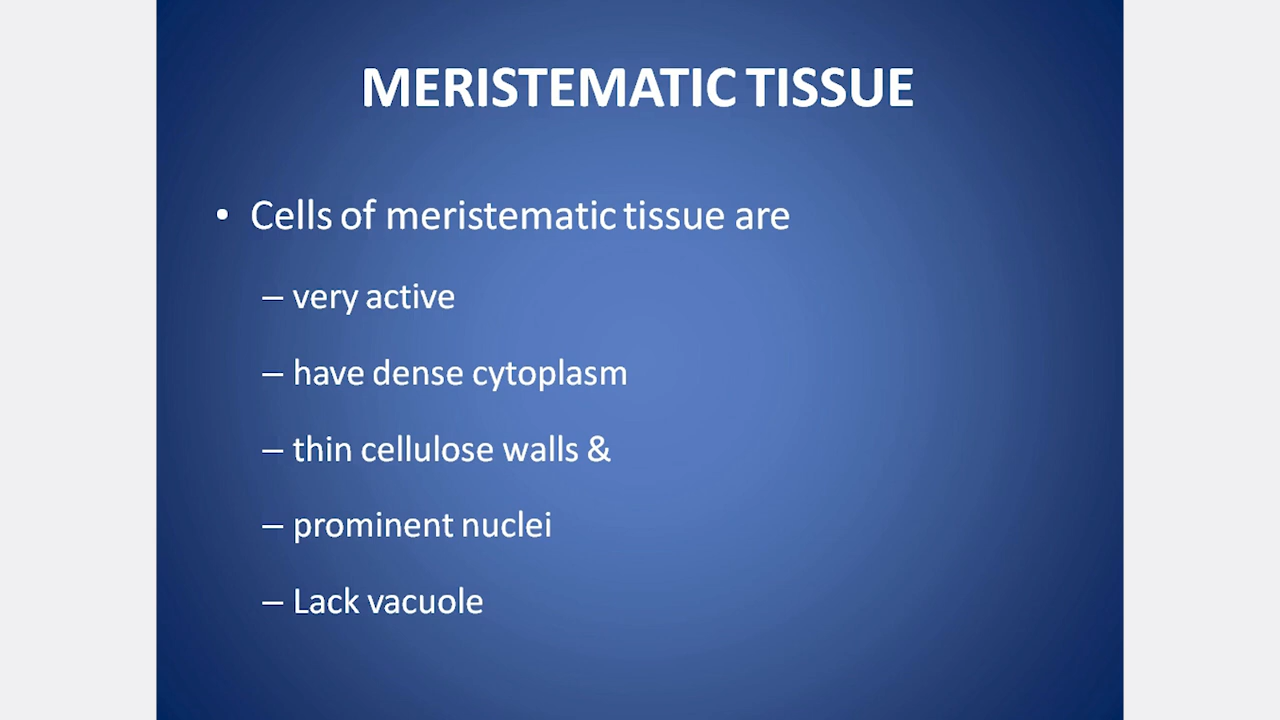 MERISTEMATIC TISSUE
• Cells of meristematic tissue are
– very active
– have dense cytoplasm
– thin cellulose walls &
– prominent nuclei
– Lack vacuole